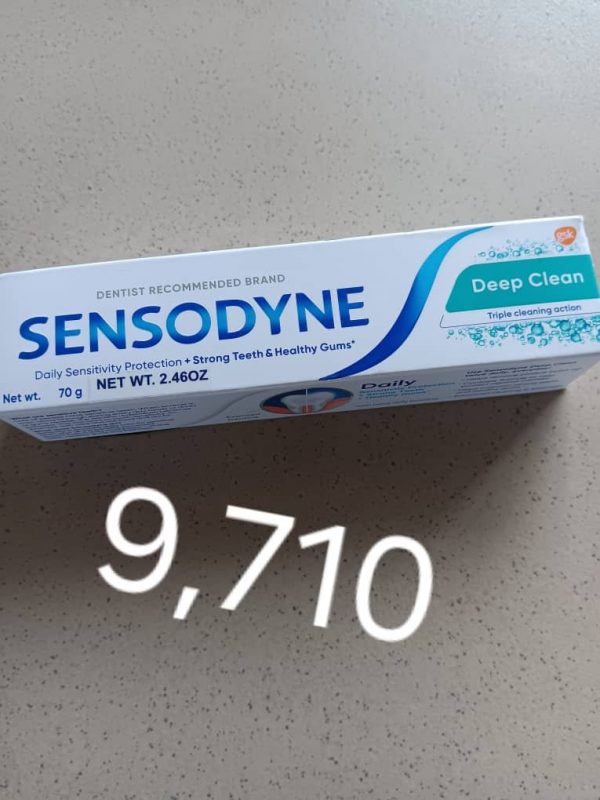 DENTIST RECOMMENDED BRAND
SENSODYNE
Daily Sensitivity Protection + Strong Teeth & Healthy Gums*
Net wt. 70 g NET WT. 2.46OZ
gsk
Deep Clean
Triple cleaning action
Daily
9,710